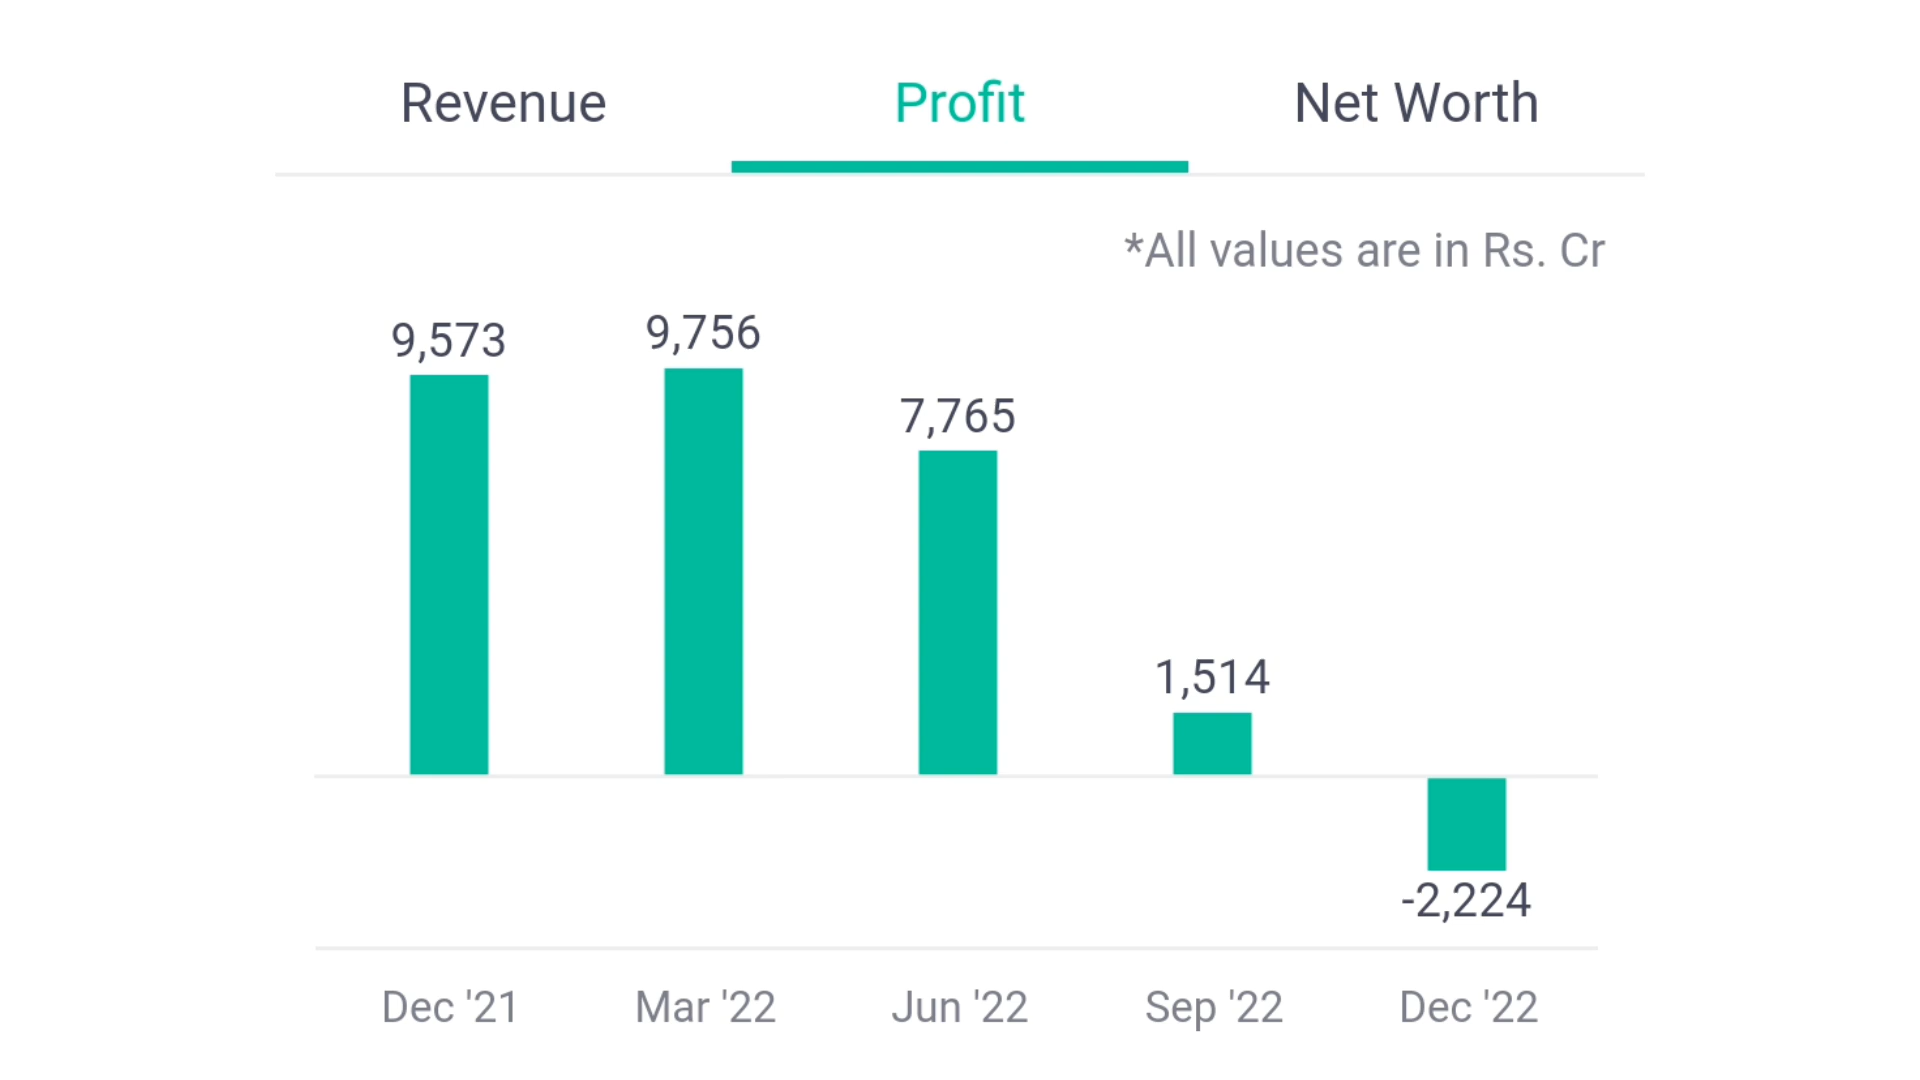 Revenue Profit Net Worth
*All values are in Rs. Cr
9,573 9,756 7,765 1,514 -2,224
Dec '21 Mar '22 Jun '22 Sep '22 Dec '22